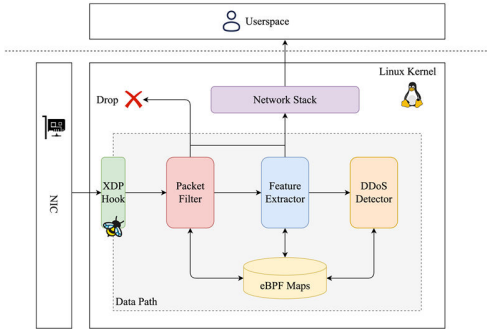 Userspace
Linux Kernel
Drop
Network Stack
NIC
XDP
Hook
Packet
Filter
Feature
Extractor
DDoS
Detector
eBPF Maps
Data Path